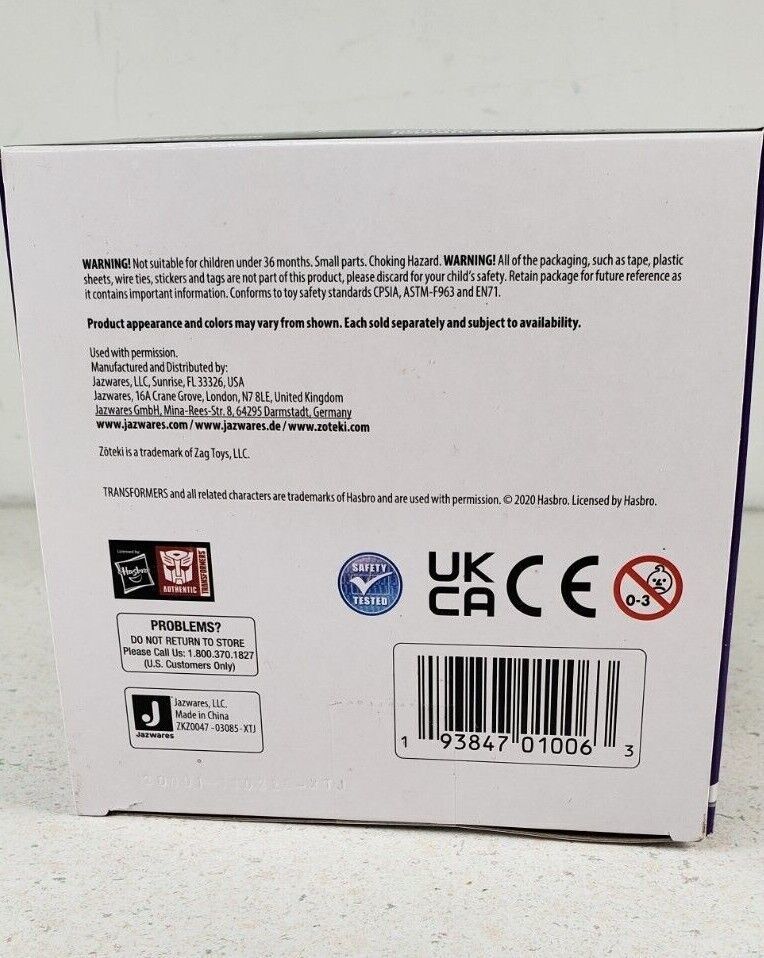 WARNING! Not suitable for children under 36 months. Small parts. Choking Hazard. WARNING! All of the packaging, such as tape, plastic
sheets, wire ties, stickers and tags are not part of this product, please discard for your child's safety. Retain package for future reference as
it contains important information. Conforms to toy safety standards CPSIA, ASTM-F963 and EN71.
Product appearance and colors may vary from shown. Each sold separately and subject to availability.
Used with permission.
Manufactured and Distributed by:
Jazwares, LLC, Sunrise, FL 33326, USA
Jazwares, 16A Crane Grove, London, N7 8LE, United Kingdom
Jazwares GmbH, Mina-Rees-Str. 8, 64295 Darmstadt, Germany
www.jazwares.com / www.jazwares.de / www.zoteki.com
Zōteki is a trademark of Zag Toys, LLC.
TRANSFORMERS and all related characters are trademarks of Hasbro and are used with permission. © 2020 Hasbro. Licensed by Hasbro.
Licensed by
Hasbro
AUTHENTIC
TRANSFORMERS
SAFETY
TESTED
UK
CA
CE
0-3
PROBLEMS?
DO NOT RETURN TO STORE
Please Call Us: 1.800.370.1827
(U.S. Customers Only)
J
Jazwares
Jazwares, LLC.
Made in China
ZKZ0047 - 03085 - XTJ
1 93847 01006 3